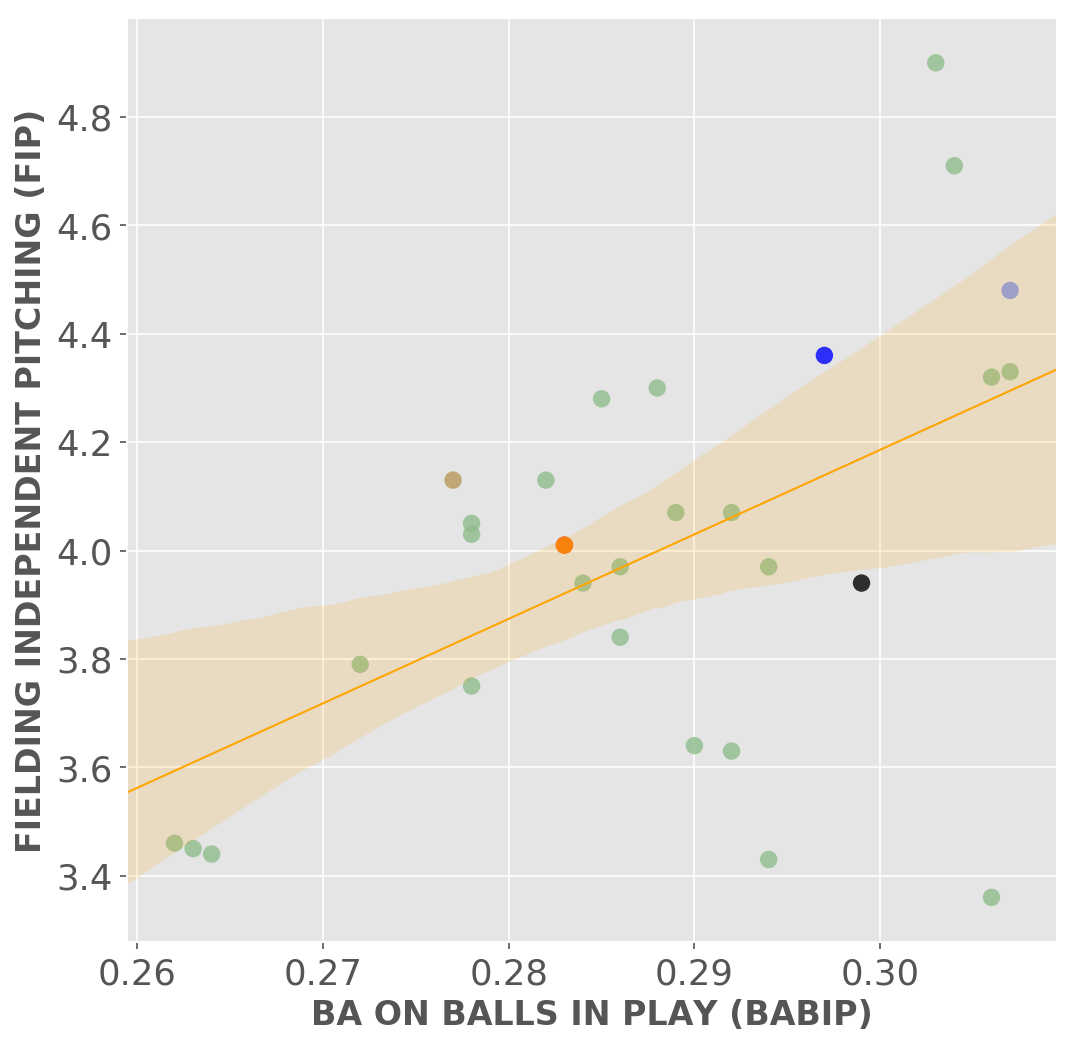 FIELDING INDEPENDENT PITCHING (FIP)
4.8
4.6
4.4
4.2
4.0
3.8
3.6
3.4
0.26 0.27 0.28 0.29 0.30
BA ON BALLS IN PLAY (BABIP)